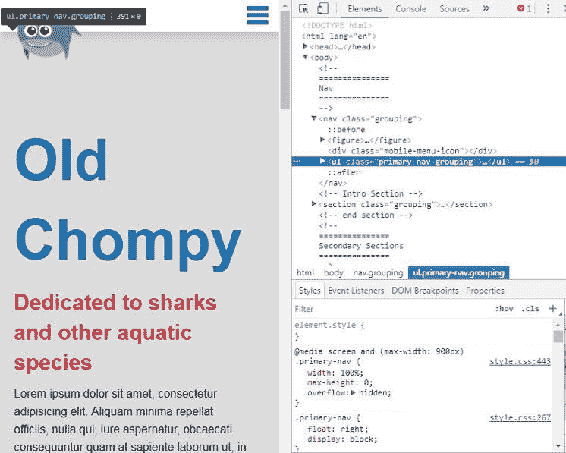 ul.primary-nav.grouping | 391×0
Old
Chompy
Dedicated to sharks
and other aquatic
species
Lorem ipsum dolor sit amet, consectetur
adipisicing elit. Aliquam minima repellat
officiis, nulla qui, iure aspernatur, obcaecati
consequuntur quam at sapiente laborum ut, in
Elements Console Sources » 1
<!DOCTYPE html>
<html lang="en">
<head>…</head>
<body>
<!--
===============
Nav
===============
-->
<nav class="grouping">
::before
<figure>…</figure>
<div class="mobile-menu-icon"></div>
<ul class="primary-nav grouping">…</ul> == $0
::after
</nav>
<!-- Intro Section -->
<section class="grouping">…</section>
<!-- end section -->
<!--
===============
Secondary Sections
===============
html body nav.grouping ul.primary-nav.grouping
Styles Event Listeners DOM Breakpoints Properties
Filter :hov .cls +
element.style {
}
@media screen and (max-width: 900px)
.primary-nav { style.css:443
width: 100%;
max-height: 0;
overflow: hidden;
}
.primary-nav { style.css:267
float: right;
display: block;